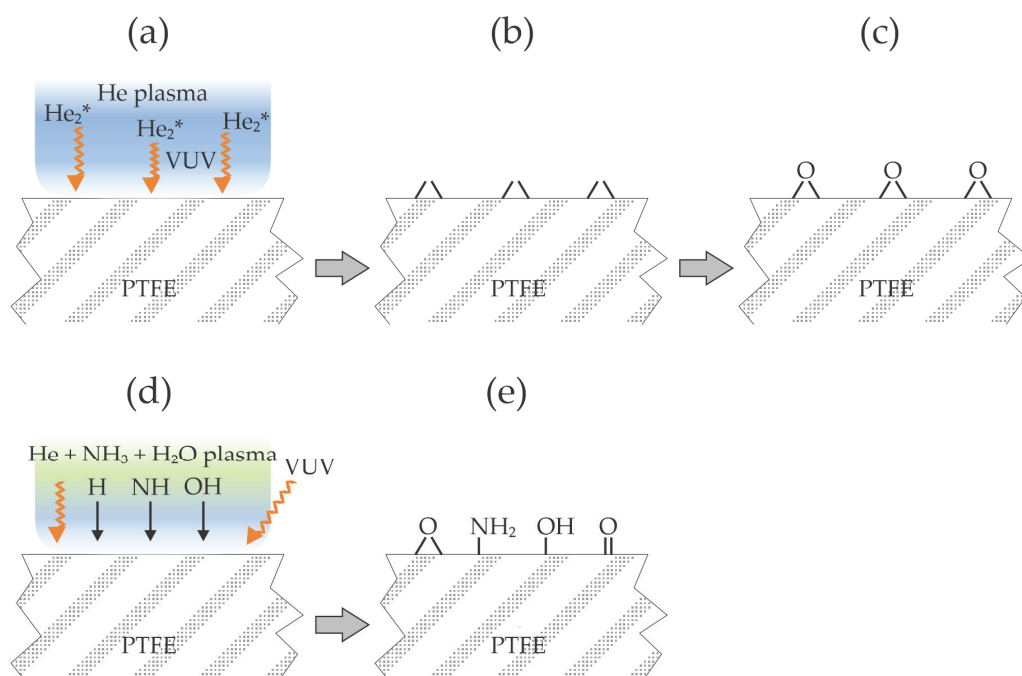 (a)
(b)
(c)
He plasma
He₂* He₂* He₂*
VUV
O O O
PTFE PTFE PTFE
(d)
(e)
He + NH₃ + H₂O plasma
VUV
H NH OH
O NH₂ OH O
PTFE PTFE